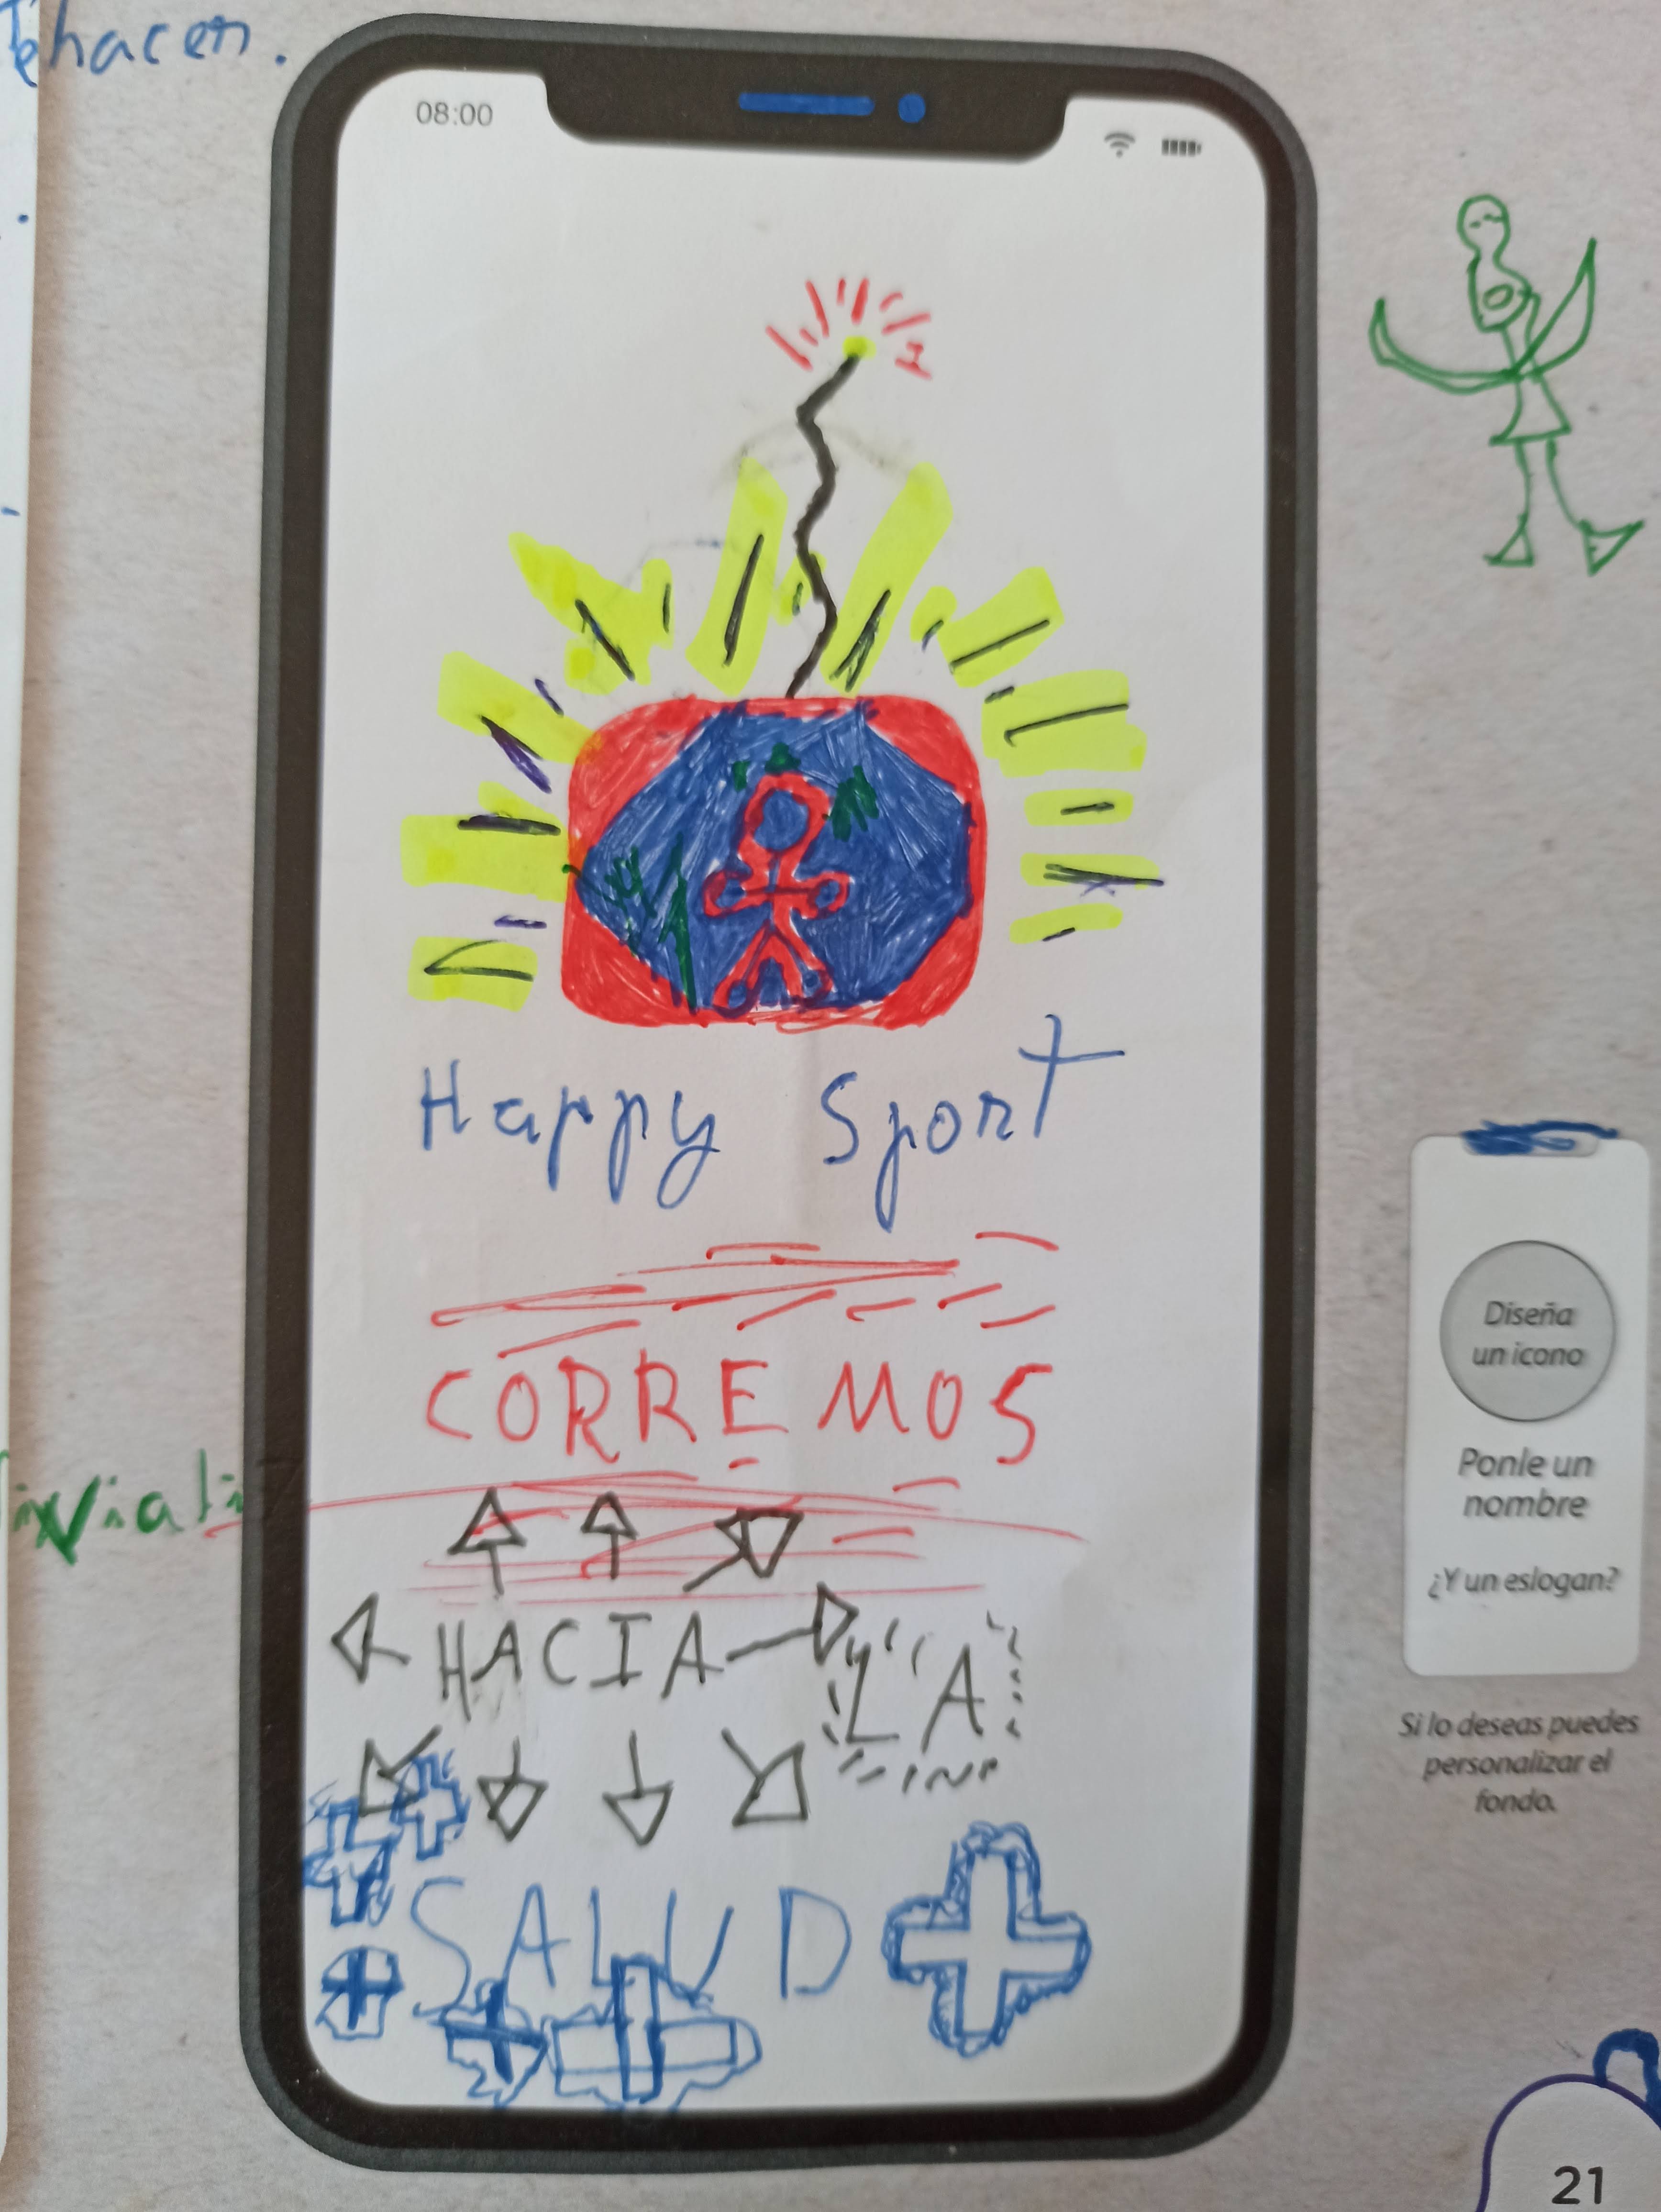 hacen.
08:00
Happy Sport
CORREMOS
HACIA
LA
SALUD
Diseña
un icono
Ponle un
nombre
¿Y un eslogan?
Si lo deseas puedes
personalizar el
fondo.
21